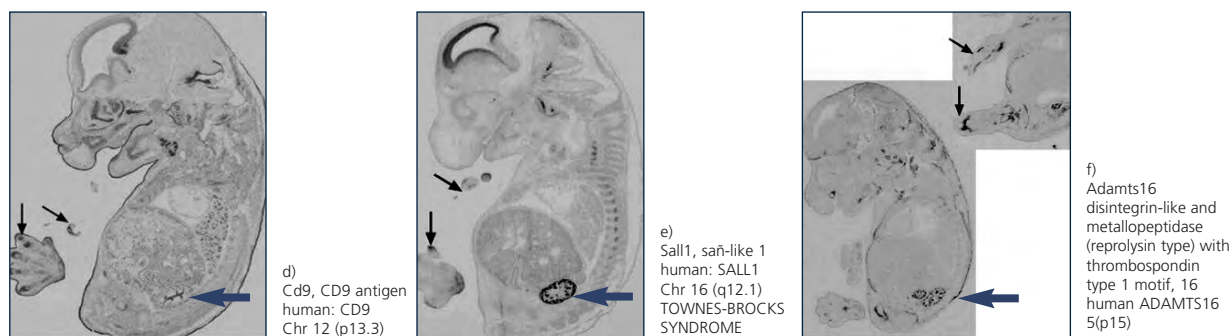 d)
Cd9, CD9 antigen
human: CD9
Chr 12 (p13.3)
e)
Sall1, sañ-like 1
human: SALL1
Chr 16 (q12.1)
TOWNES-BROCKS
SYNDROME
f)
Adamts16
disintegrin-like and
metallopeptidase
(reprolysin type) with
thrombospondin
type 1 motif, 16
human ADAMTS16
5(p15)